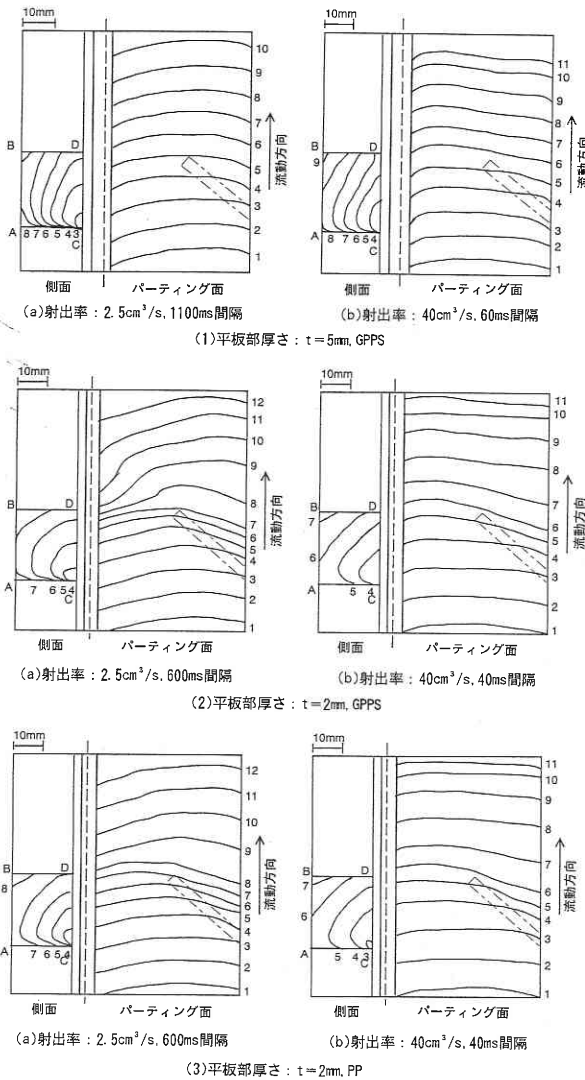 10mm
B D
A 8 7 6 5 4 3
C
10
9
8
7
6
5
4
3
2
1
流動方向
側面 パーティング面
(a)射出率：2.5cm³/s,1100ms間隔
10mm
B D
9
A 8 7 6 5 4
C
11
10
9
8
7
6
5
4
3
2
1
流動方向
側面 パーティング面
(b)射出率：40cm³/s,60ms間隔
(1)平板部厚さ：t＝5mm,GPPS
10mm
B D
A 7 6 5 4
C
12
11
10
9
8
7
6
5
4
3
2
1
流動方向
側面 パーティング面
(a)射出率：2.5cm³/s,600ms間隔
10mm
B D
7
6
A 5 4
C
11
10
9
8
7
6
5
4
3
2
1
流動方向
側面 パーティング面
(b)射出率：40cm³/s,40ms間隔
(2)平板部厚さ：t＝2mm,GPPS
10mm
B D
8
A 7 6 5 4
C
12
11
10
9
8
7
6
5
4
3
2
1
流動方向
側面 パーティング面
(a)射出率：2.5cm³/s,600ms間隔
10mm
B D
7
6
A 5 4 3
C
11
10
9
8
7
6
5
4
3
2
1
流動方向
側面 パーティング面
(b)射出率：40cm³/s,40ms間隔
(3)平板部厚さ：t＝2mm,PP